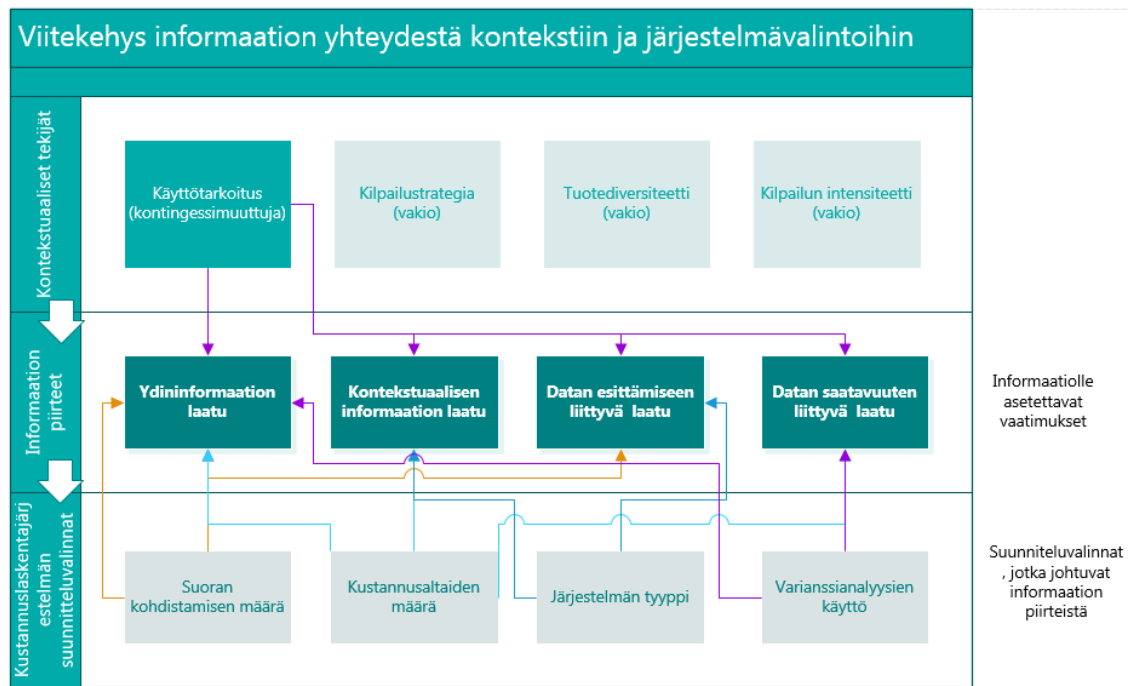 Viitekehys informaation yhteydestä kontekstiin ja järjestelmävalintoihin
Kontekstuaaliset tekijät
Käyttötarkoitus
(kontingessimuuttuja)
Kilpailustrategia
(vakio)
Tuotediversiteetti
(vakio)
Kilpailun intensiteetti
(vakio)
Informaation
piirteet
Ydininformaation
laatu
Kontekstuaalisen
informaation laatu
Datan esittämiseen
liittyvä laatu
Datan saatavuuten
liittyvä laatu
Informaatiolle
asetettavat
vaatimukset
Kustannuslaskentajärj
estelmän
suunnitteluvalinnat
Suoran
kohdistamisen määrä
Kustannusaltaiden
määrä
Järjestelmän tyyppi
Varianssianalyysien
käyttö
Suunniteluvalinnat
, jotka johtuvat
informaation
piirteistä